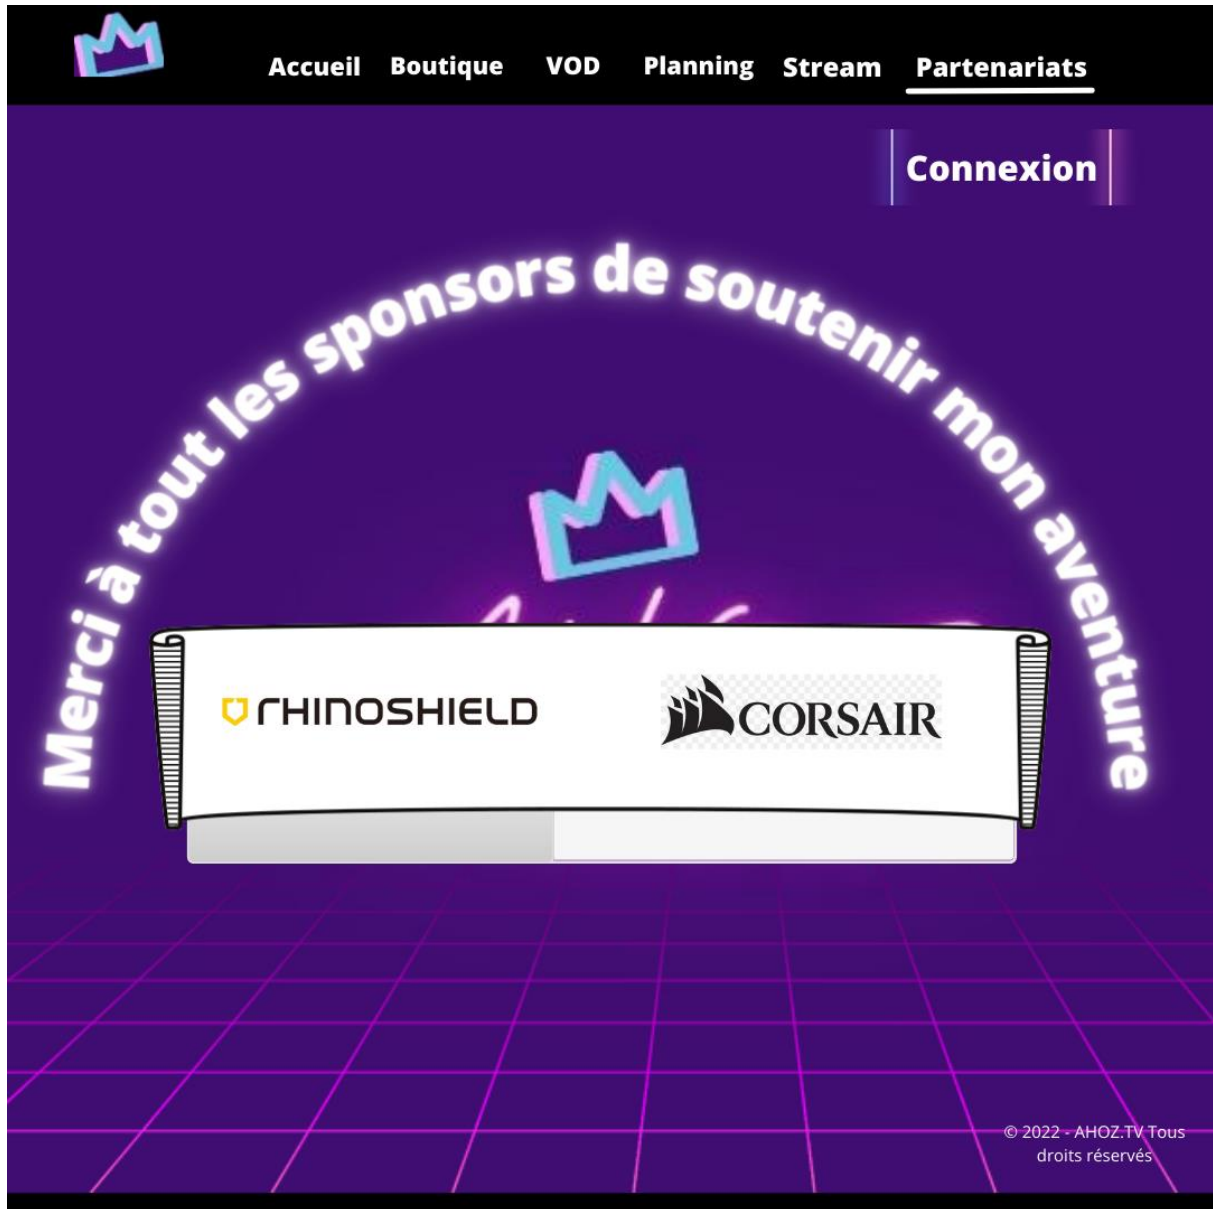 Accueil Boutique VOD Planning Stream Partenariats
Connexion
Merci à tout les sponsors de soutenir mon aventure
RHINOSHIELD
CORSAIR
© 2022 - AHOZ.TV Tous
droits réservés